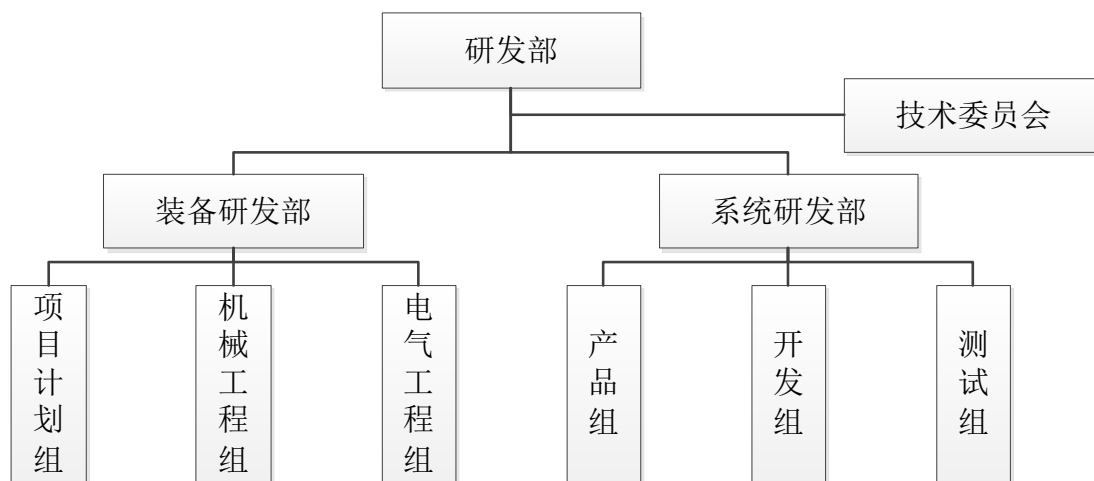 研发部
技术委员会
装备研发部
系统研发部
项目计划组
机械工程组
电气工程组
产品组
开发组
测试组